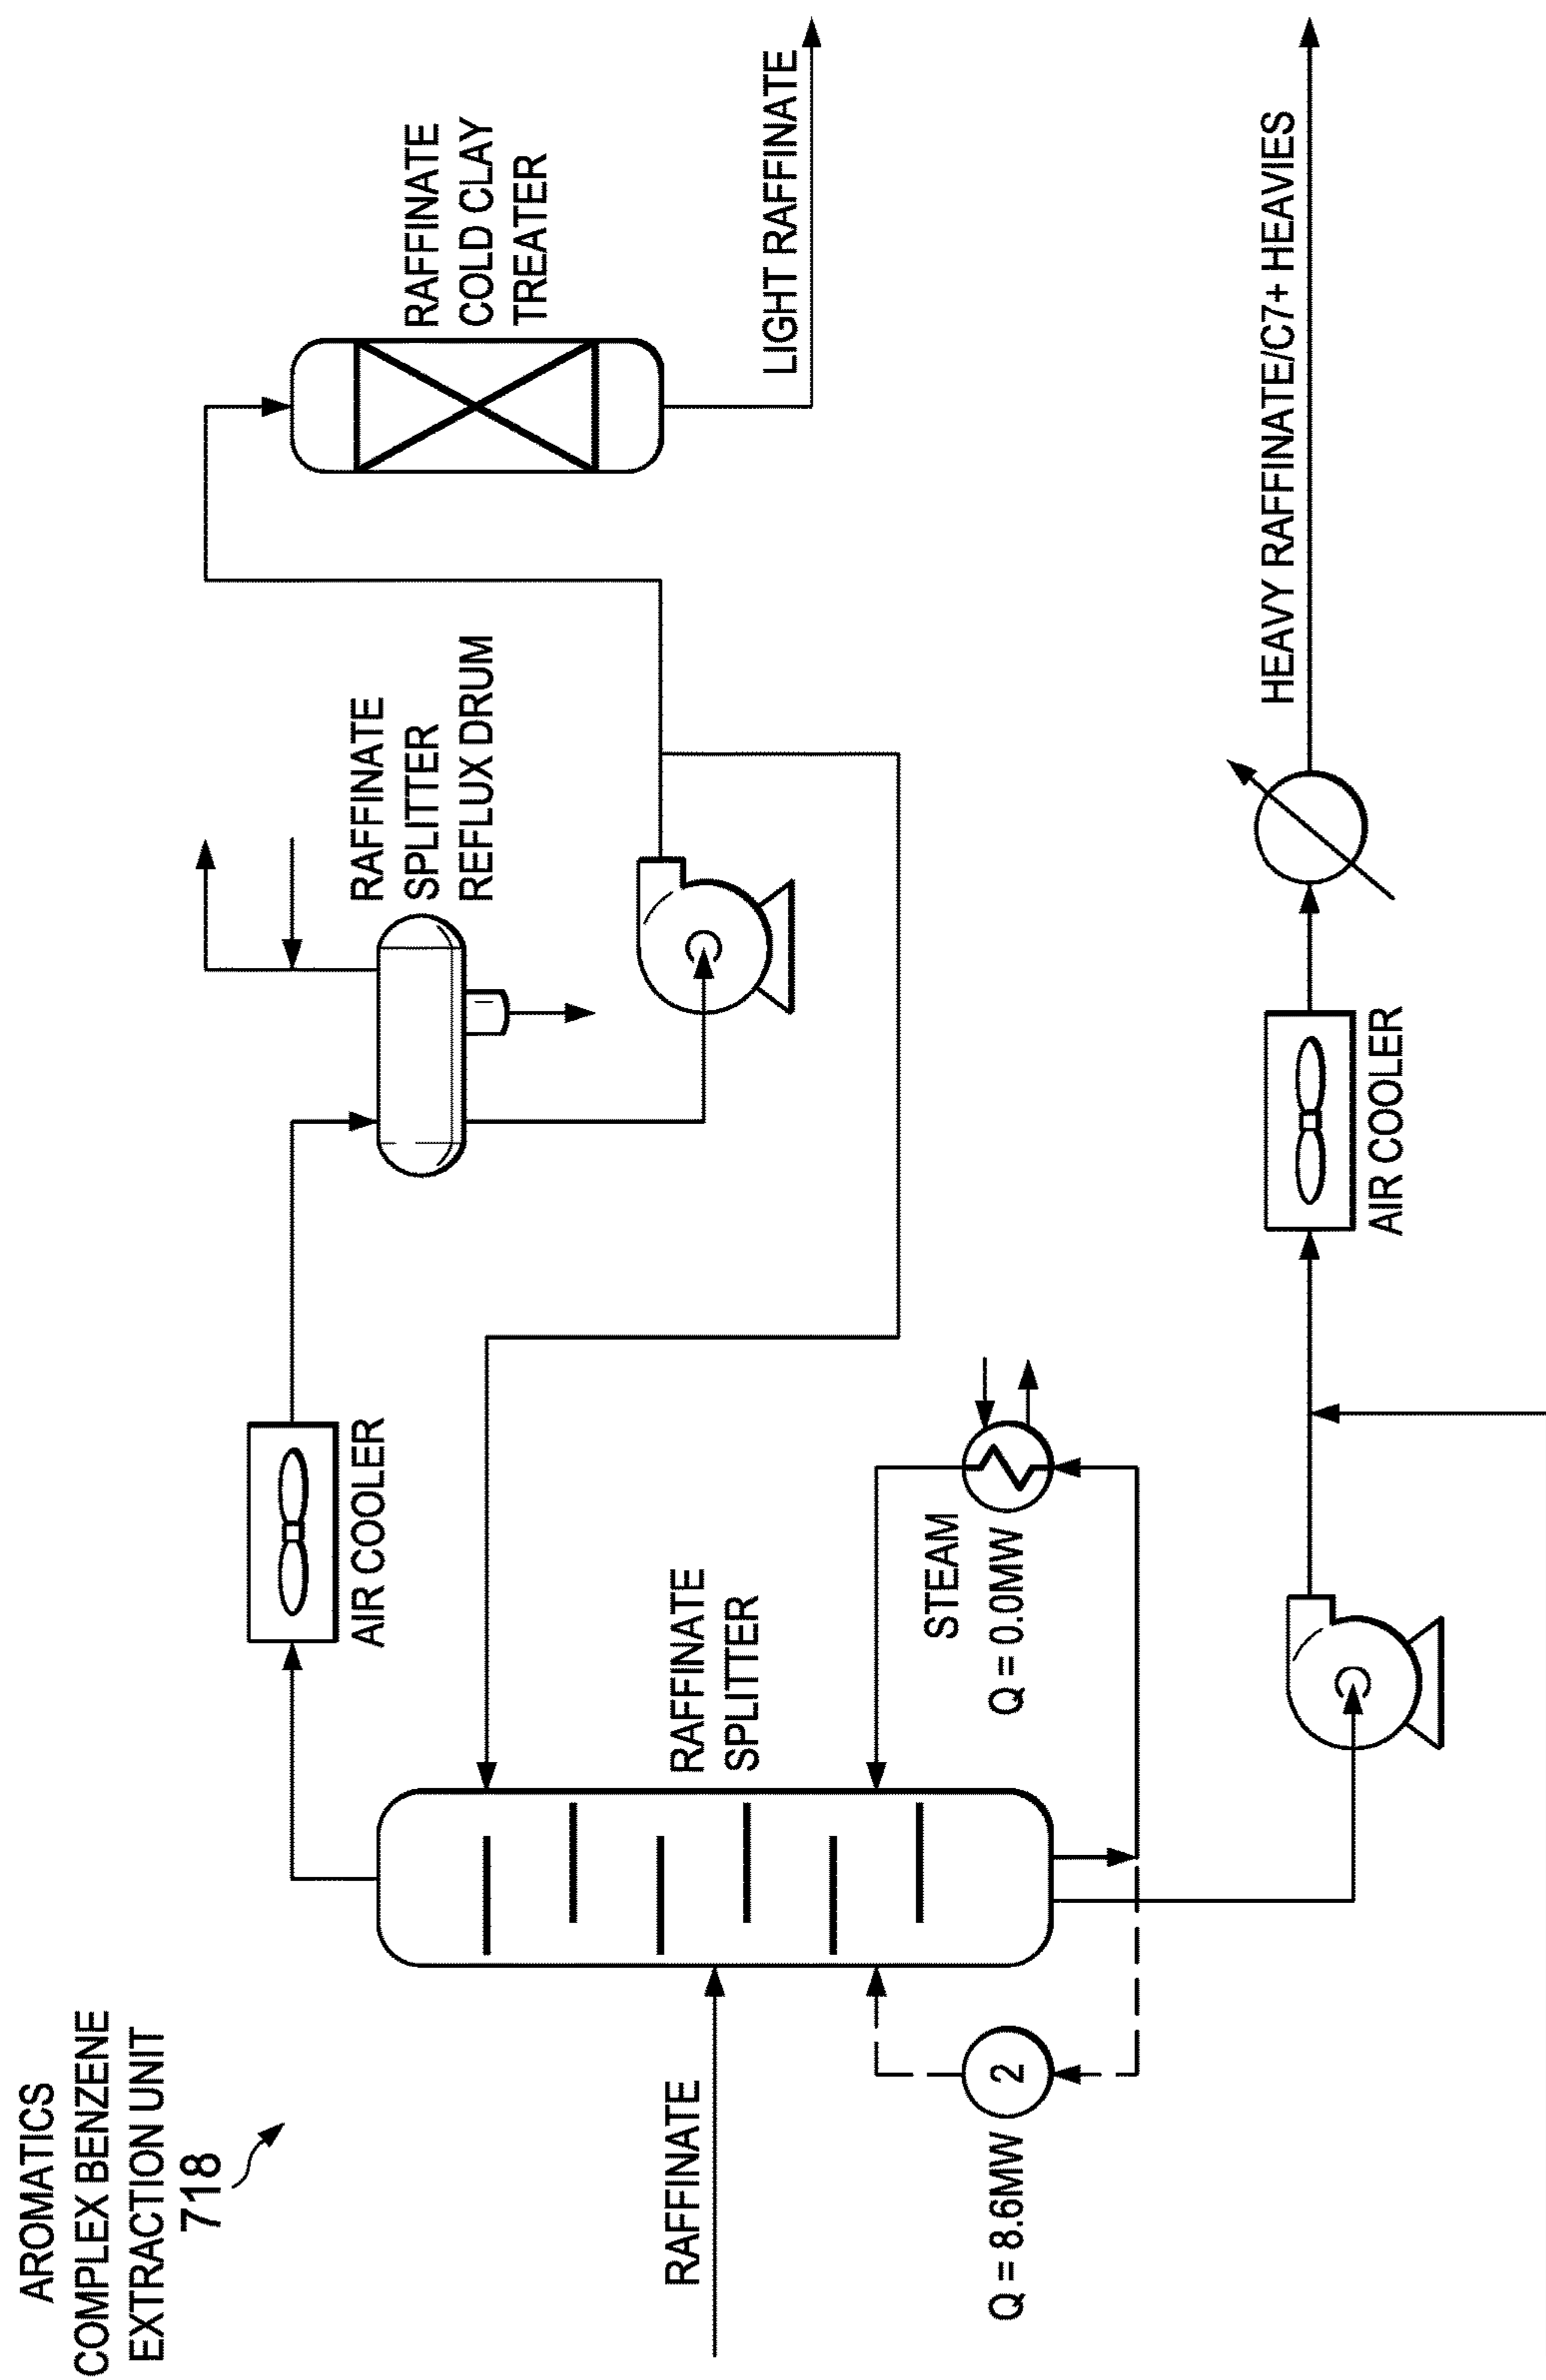 AROMATICS
COMPLEX BENZENE
EXTRACTION UNIT
718
AIR COOLER
RAFFINATE
SPLITTER
REFLUX DRUM
RAFFINATE
COLD CLAY
TREATER
RAFFINATE
RAFFINATE
SPLITTER
LIGHT RAFFINATE
STEAM
Q = 0.0MW
2
Q = 8.6MW
HEAVY RAFFINATE/C7+ HEAVIES
AIR COOLER